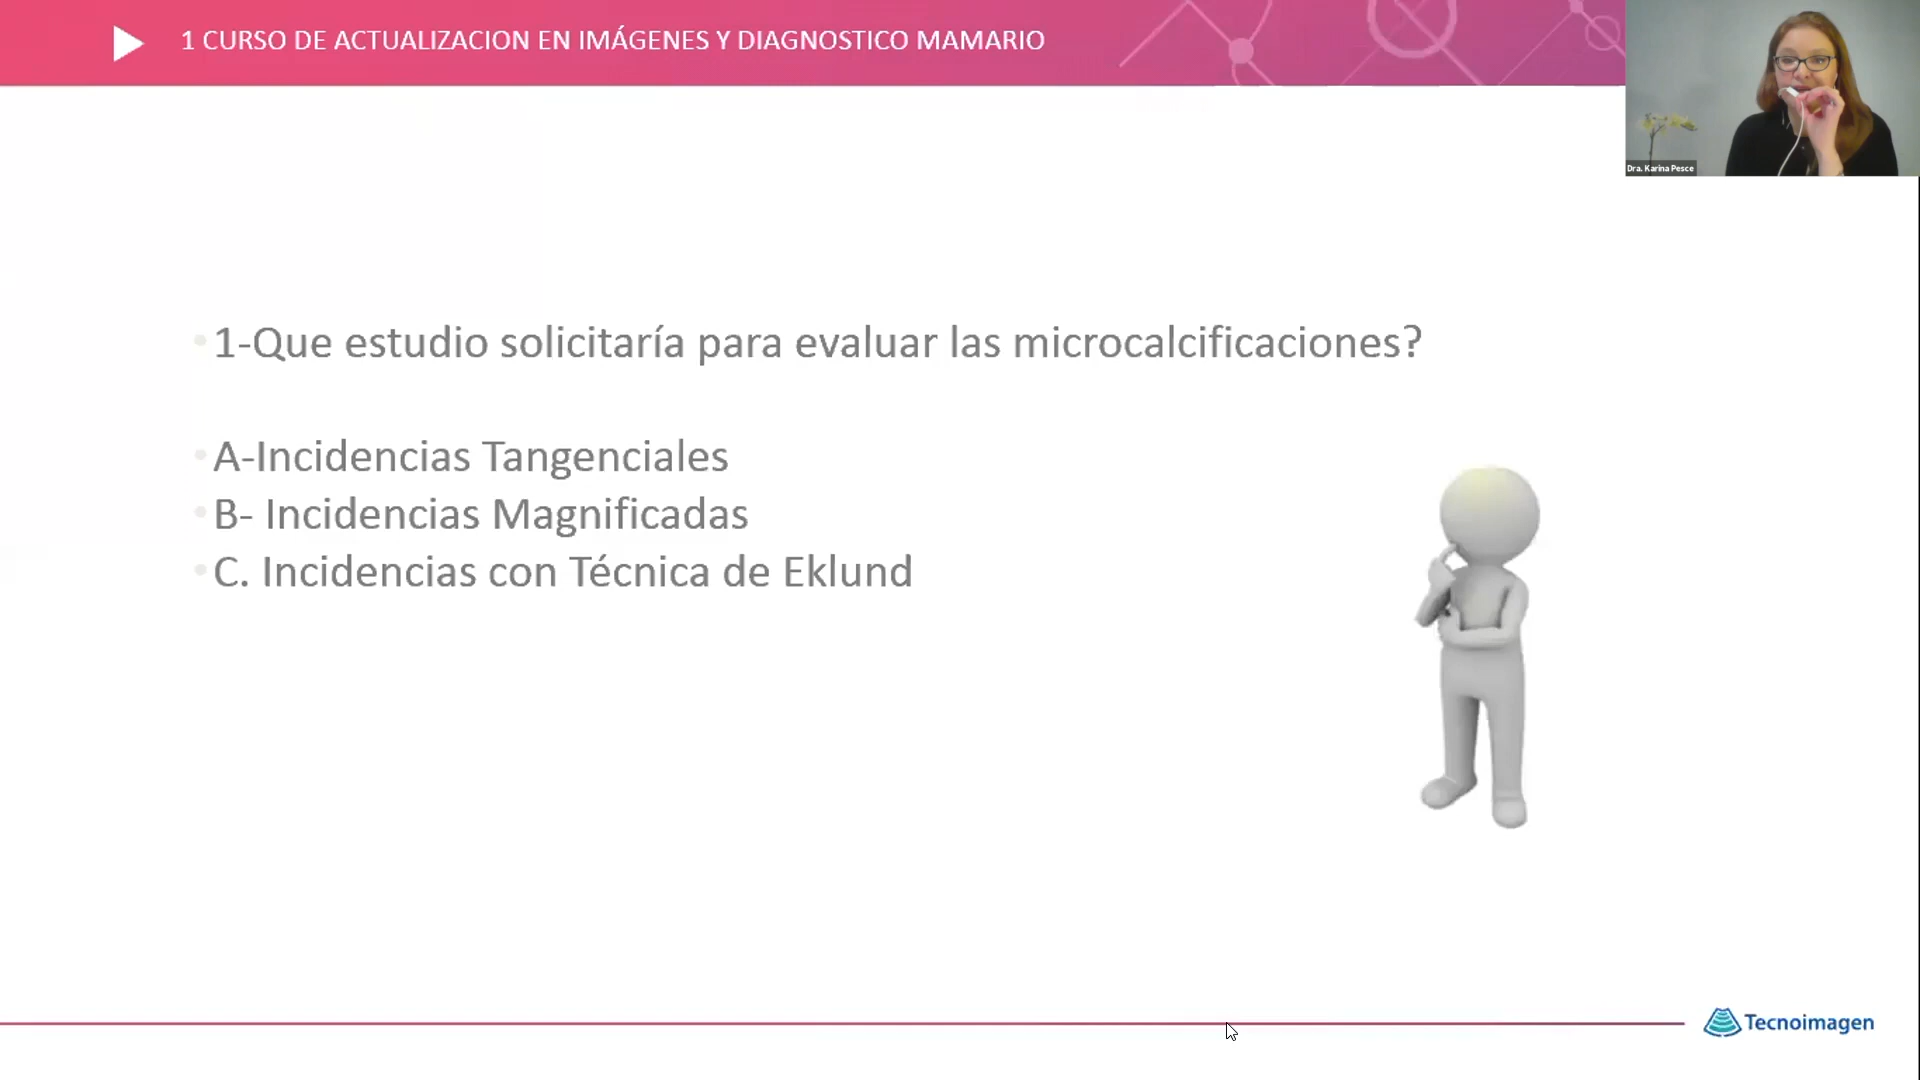 1 CURSO DE ACTUALIZACION EN IMÁGENES Y DIAGNOSTICO MAMARIO
Dra. Karina Pesce
1-Que estudio solicitaría para evaluar las microcalcificaciones?
A-Incidencias Tangenciales
B- Incidencias Magnificadas
C. Incidencias con Técnica de Eklund
Tecnoimagen